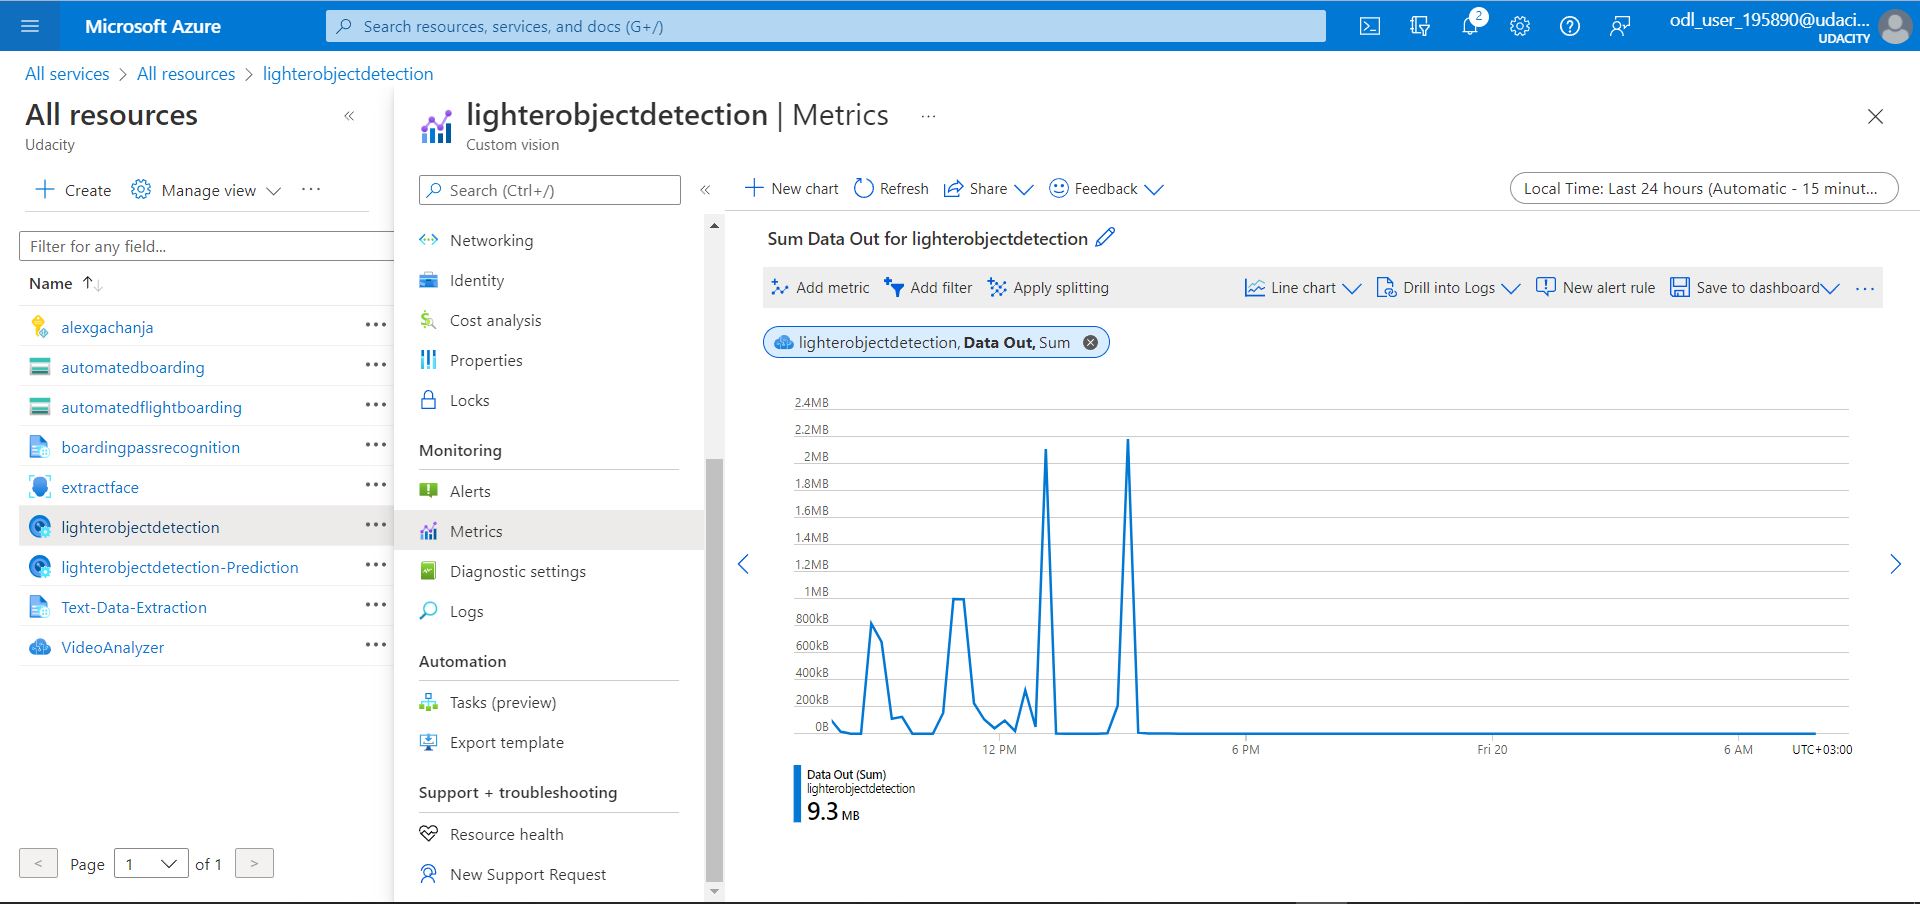 Microsoft Azure
Search resources, services, and docs (G+/)
2
odl_user_195890@udaci...
UDACITY
All services > All resources > lighterobjectdetection
All resources
«
Udacity
Create
Manage view
...
Filter for any field...
Name ↑↓
alexgachanja
automatedboarding
automatedflightboarding
boardingpassrecognition
extractface
lighterobjectdetection
lighterobjectdetection-Prediction
Text-Data-Extraction
VideoAnalyzer
< Page 1 of 1 >
lighterobjectdetection | Metrics
...
Custom vision
Search (Ctrl+/)
«
Networking
Identity
Cost analysis
Properties
Locks
Monitoring
Alerts
Metrics
Diagnostic settings
Logs
Automation
Tasks (preview)
Export template
Support + troubleshooting
Resource health
New Support Request
New chart
Refresh
Share
Feedback
Local Time: Last 24 hours (Automatic - 15 minut...
Sum Data Out for lighterobjectdetection
Add metric
Add filter
Apply splitting
Line chart
Drill into Logs
New alert rule
Save to dashboard
...
lighterobjectdetection, Data Out, Sum
2.4MB
2.2MB
2MB
1.8MB
1.6MB
1.4MB
1.2MB
1MB
800kB
600kB
400kB
200kB
0B
12 PM
6 PM
Fri 20
6 AM
UTC+03:00
Data Out (Sum)
lighterobjectdetection
9.3 MB